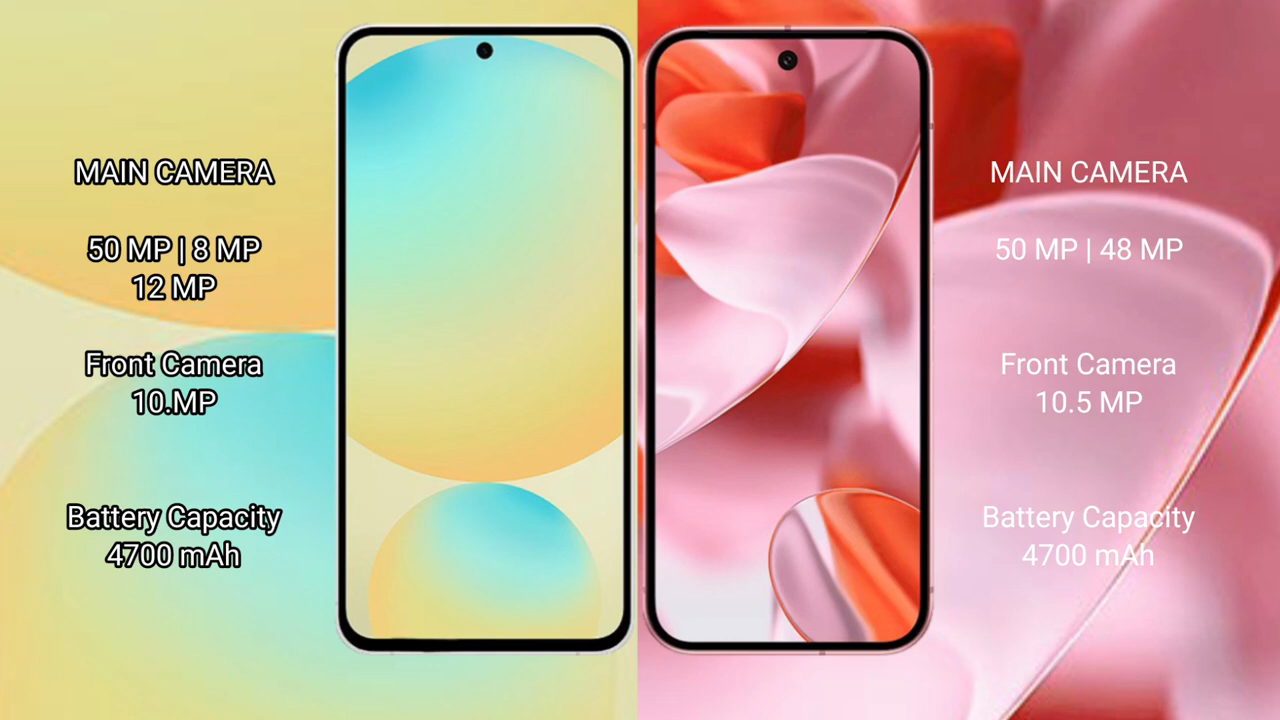 MAIN CAMERA
50 MP | 8 MP
12 MP
Front Camera
10.MP
Battery Capacity
4700 mAh
MAIN CAMERA
50 MP | 48 MP
Front Camera
10.5 MP
Battery Capacity
4700 mAh